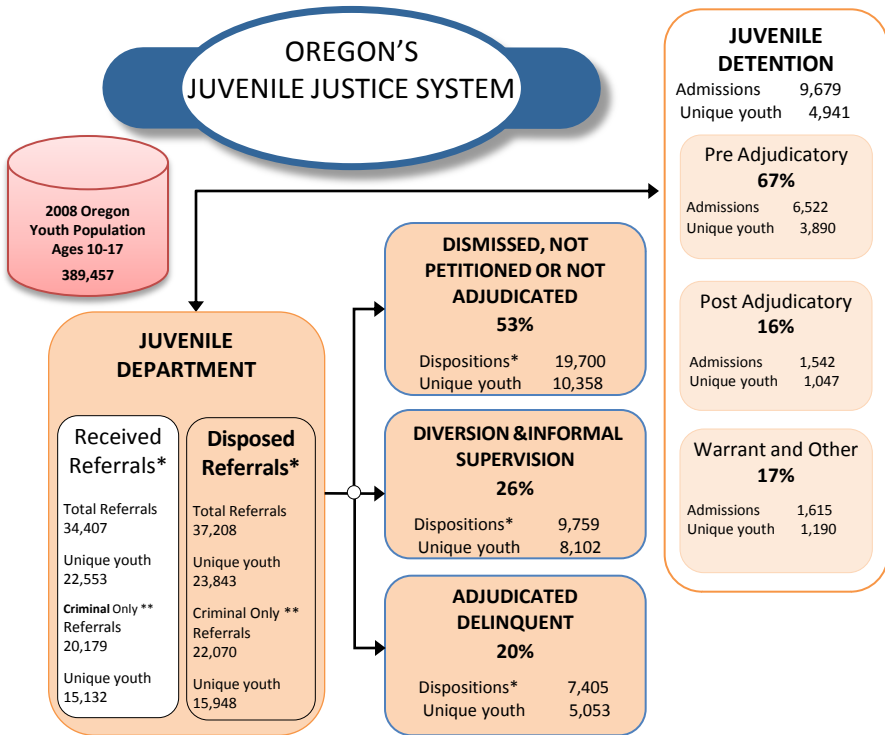 OREGON'S
JUVENILE JUSTICE SYSTEM
2008 Oregon
Youth Population
Ages 10-17
389,457
JUVENILE
DEPARTMENT
Received
Referrals*
Total Referrals
34,407
Unique youth
22,553
Criminal Only **
Referrals
20,179
Unique youth
15,132
Disposed
Referrals*
Total Referrals
37,208
Unique youth
23,843
Criminal Only **
Referrals
22,070
Unique youth
15,948
DISMISSED, NOT
PETITIONED OR NOT
ADJUDICATED
53%
Dispositions* 19,700
Unique youth 10,358
DIVERSION &INFORMAL
SUPERVISION
26%
Dispositions* 9,759
Unique youth 8,102
ADJUDICATED
DELINQUENT
20%
Dispositions* 7,405
Unique youth 5,053
JUVENILE
DETENTION
Admissions 9,679
Unique youth 4,941
Pre Adjudicatory
67%
Admissions 6,522
Unique youth 3,890
Post Adjudicatory
16%
Admissions 1,542
Unique youth 1,047
Warrant and Other
17%
Admissions 1,615
Unique youth 1,190